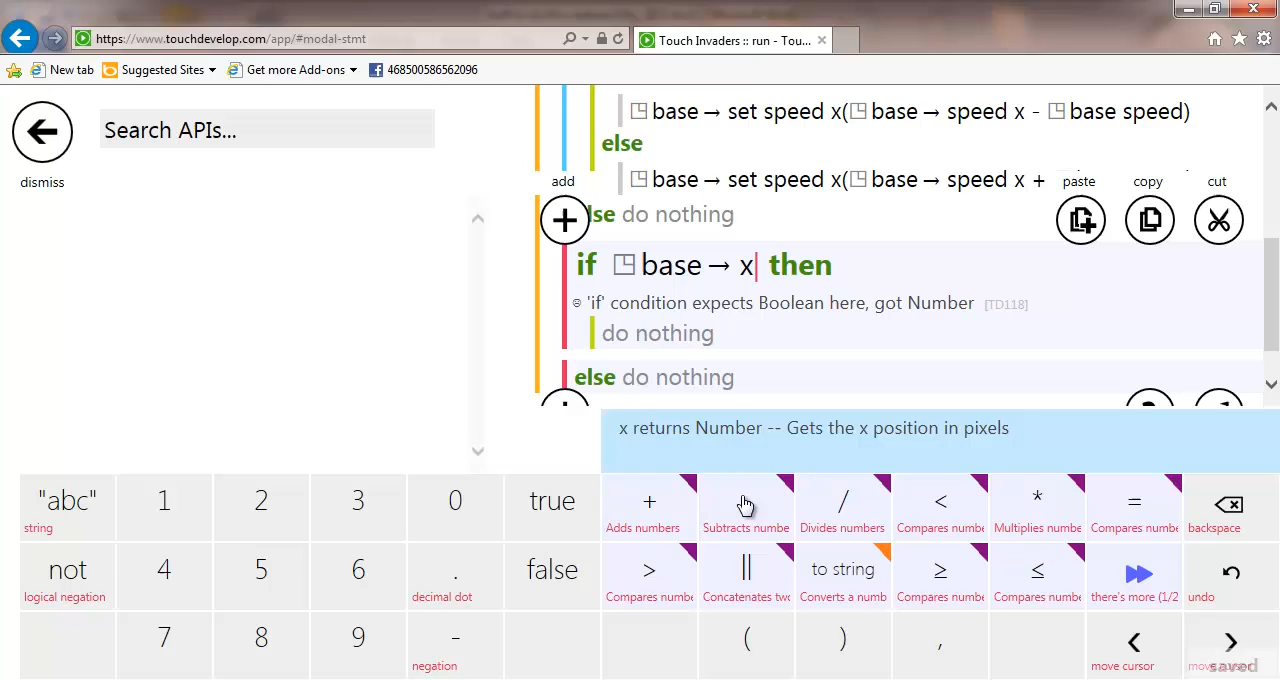 https://www.touchdevelop.com/app/#modal-stmt
Touch Invaders :: run - Tou...
New tab
Suggested Sites
Get more Add-ons
468500586562096
Search APIs...
dismiss
base → set speed x(base → speed x - base speed)
else
base → set speed x(base → speed x +
add
paste
copy
cut
lse do nothing
if base → x then
'if' condition expects Boolean here, got Number [TD118]
do nothing
else do nothing
x returns Number -- Gets the x position in pixels
"abc" 1 2 3 0 true + / < * =
string Adds numbers Subtracts numbe Divides numbers Compares numbe Multiplies numbe Compares numbe backspace
not 4 5 6 . false > || to string ≥ ≤
logical negation decimal dot Compares numbe Concatenates two Converts a numb Compares numbe Compares numbe there's more (1/2 undo
7 8 9 - ( ) ,
negation move cursor
saved